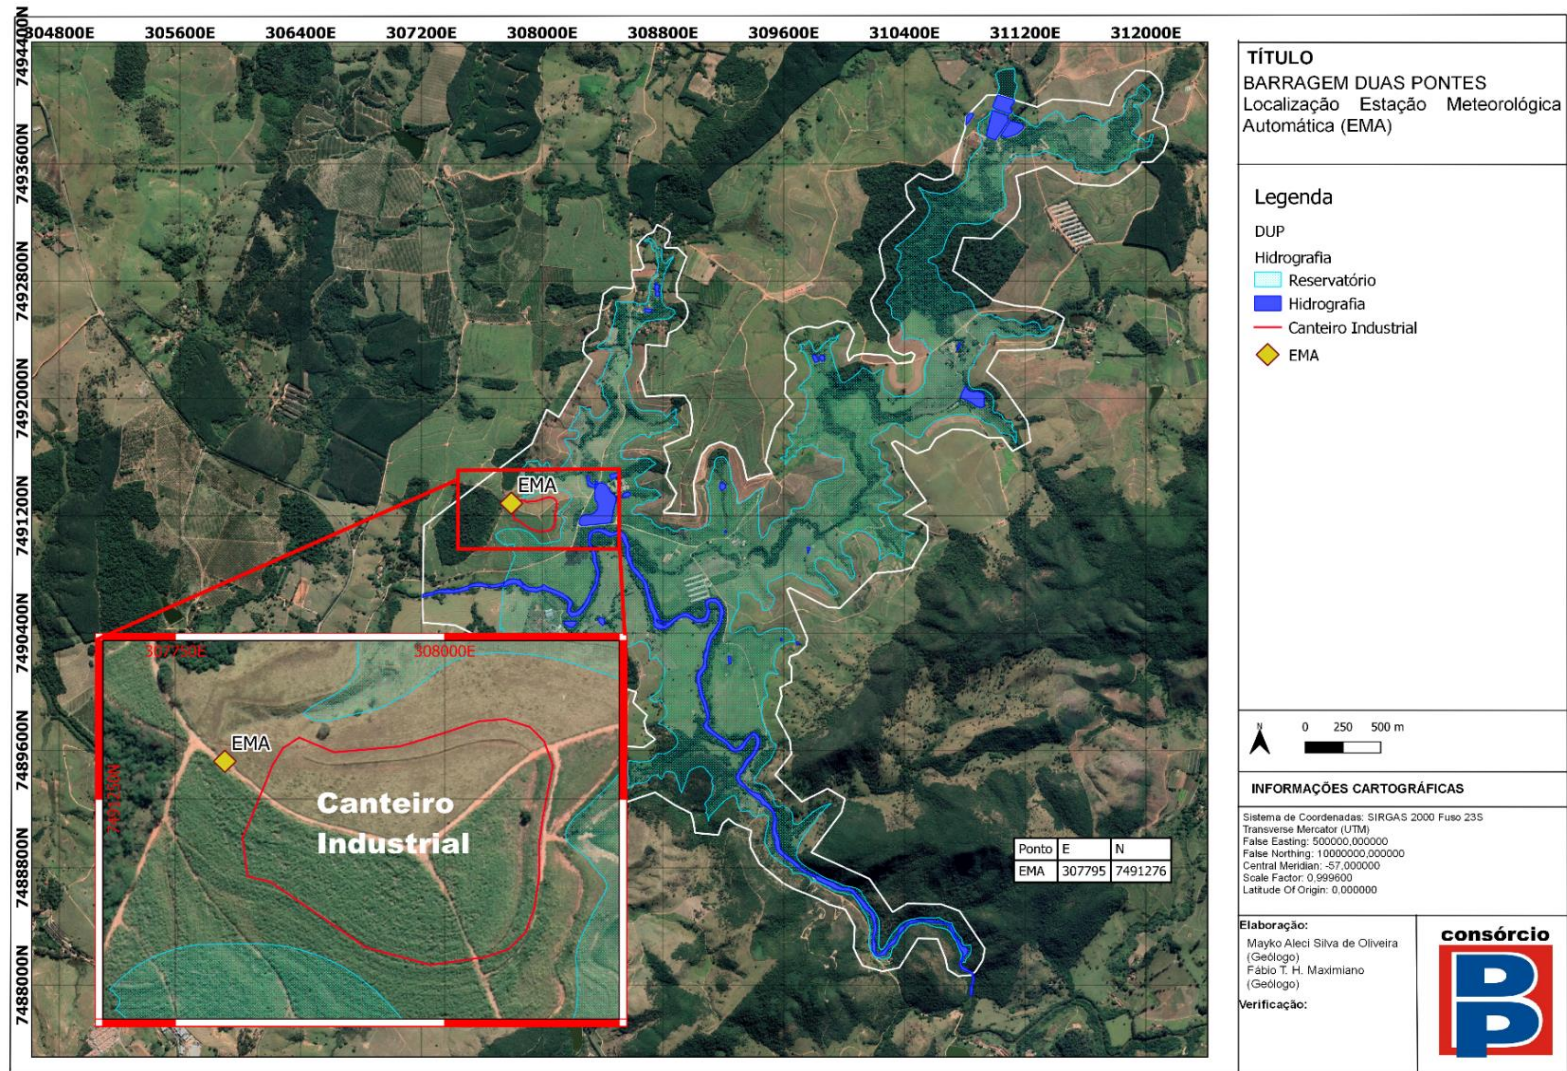 304800E 305600E 306400E 307200E 308000E 308800E 309600E 310400E 311200E 312000E
7494400N
7493600N
7492800N
7492000N
7491200N
7490400N
7489600N
7488800N
7488000N
EMA
307750E 308000E
EMA
7491250N
Canteiro
Industrial
Ponto E N
EMA 307795 7491276
TÍTULO
BARRAGEM DUAS PONTES
Localização Estação Meteorológica
Automática (EMA)
Legenda
DUP
Hidrografia
Reservatório
Hidrografia
Canteiro Industrial
EMA
N
0 250 500 m
INFORMAÇÕES CARTOGRÁFICAS
Sistema de Coordenadas: SIRGAS 2000 Fuso 23S
Transverse Mercator (UTM)
False Easting: 500000,000000
False Northing: 10000000,000000
Central Meridian: -57,000000
Scale Factor: 0,999600
Latitude Of Origin: 0,000000
Elaboração:
Mayko Aleci Silva de Oliveira
(Geólogo)
Fábio T. H. Maximiano
(Geólogo)
Verificação:
consórcio
BP